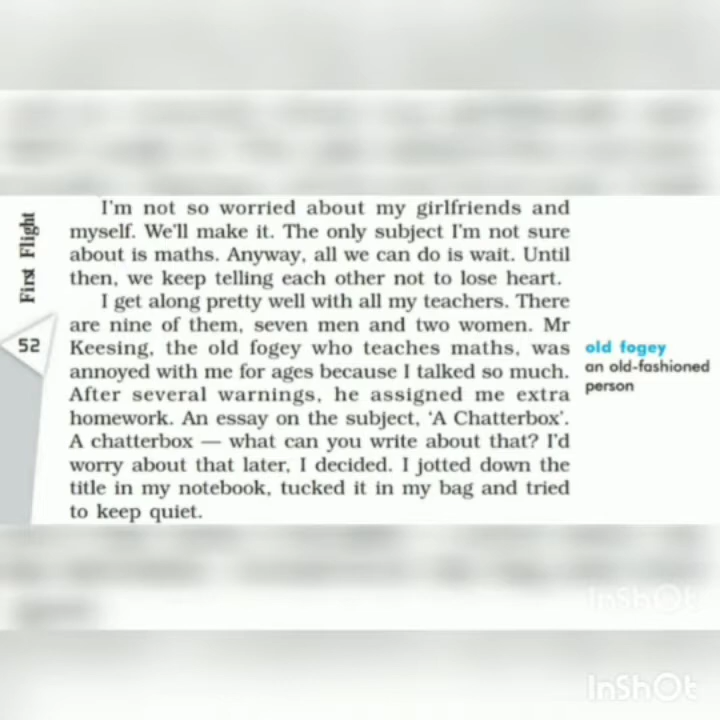 I'm not so worried about my girlfriends and
myself. We'll make it. The only subject I'm not sure
about is maths. Anyway, all we can do is wait. Until
then, we keep telling each other not to lose heart.
I get along pretty well with all my teachers. There
are nine of them, seven men and two women. Mr
Keesing, the old fogey who teaches maths, was
annoyed with me for ages because I talked so much.
After several warnings, he assigned me extra
homework. An essay on the subject, 'A Chatterbox'.
A chatterbox — what can you write about that? I'd
worry about that later, I decided. I jotted down the
title in my notebook, tucked it in my bag and tried
to keep quiet.
First Flight
52
old fogey
an old-fashioned
person
InShOt
InShOt